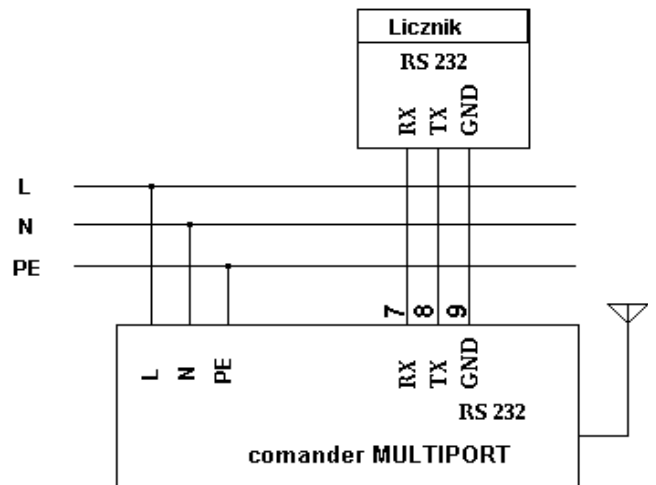 Licznik
RS 232
RX TX GND
L
N
PE
7 8 9
L N PE RX TX GND
RS 232
comander MULTIPORT